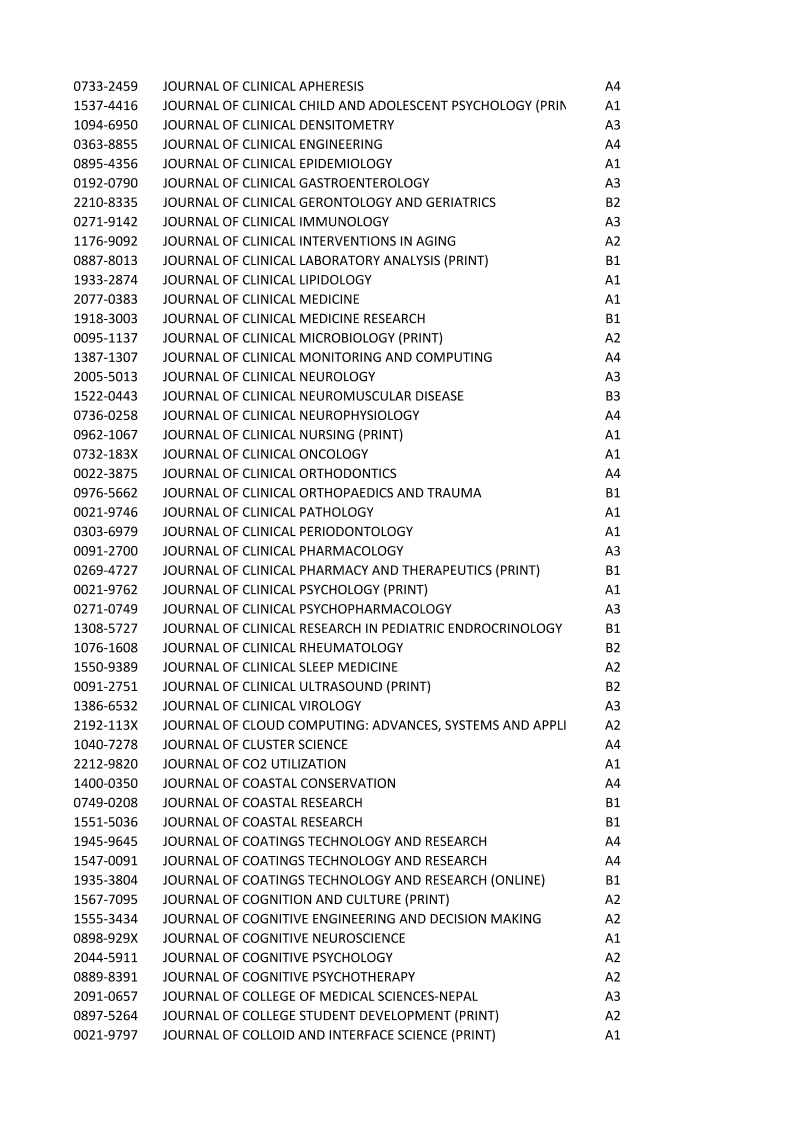 0733-2459 JOURNAL OF CLINICAL APHERESIS A4
1537-4416 JOURNAL OF CLINICAL CHILD AND ADOLESCENT PSYCHOLOGY (PRIN A1
1094-6950 JOURNAL OF CLINICAL DENSITOMETRY A3
0363-8855 JOURNAL OF CLINICAL ENGINEERING A4
0895-4356 JOURNAL OF CLINICAL EPIDEMIOLOGY A1
0192-0790 JOURNAL OF CLINICAL GASTROENTEROLOGY A3
2210-8335 JOURNAL OF CLINICAL GERONTOLOGY AND GERIATRICS B2
0271-9142 JOURNAL OF CLINICAL IMMUNOLOGY A3
1176-9092 JOURNAL OF CLINICAL INTERVENTIONS IN AGING A2
0887-8013 JOURNAL OF CLINICAL LABORATORY ANALYSIS (PRINT) B1
1933-2874 JOURNAL OF CLINICAL LIPIDOLOGY A1
2077-0383 JOURNAL OF CLINICAL MEDICINE A1
1918-3003 JOURNAL OF CLINICAL MEDICINE RESEARCH B1
0095-1137 JOURNAL OF CLINICAL MICROBIOLOGY (PRINT) A2
1387-1307 JOURNAL OF CLINICAL MONITORING AND COMPUTING A4
2005-5013 JOURNAL OF CLINICAL NEUROLOGY A3
1522-0443 JOURNAL OF CLINICAL NEUROMUSCULAR DISEASE B3
0736-0258 JOURNAL OF CLINICAL NEUROPHYSIOLOGY A4
0962-1067 JOURNAL OF CLINICAL NURSING (PRINT) A1
0732-183X JOURNAL OF CLINICAL ONCOLOGY A1
0022-3875 JOURNAL OF CLINICAL ORTHODONTICS A4
0976-5662 JOURNAL OF CLINICAL ORTHOPAEDICS AND TRAUMA B1
0021-9746 JOURNAL OF CLINICAL PATHOLOGY A1
0303-6979 JOURNAL OF CLINICAL PERIODONTOLOGY A1
0091-2700 JOURNAL OF CLINICAL PHARMACOLOGY A3
0269-4727 JOURNAL OF CLINICAL PHARMACY AND THERAPEUTICS (PRINT) B1
0021-9762 JOURNAL OF CLINICAL PSYCHOLOGY (PRINT) A1
0271-0749 JOURNAL OF CLINICAL PSYCHOPHARMACOLOGY A3
1308-5727 JOURNAL OF CLINICAL RESEARCH IN PEDIATRIC ENDROCRINOLOGY B1
1076-1608 JOURNAL OF CLINICAL RHEUMATOLOGY B2
1550-9389 JOURNAL OF CLINICAL SLEEP MEDICINE A2
0091-2751 JOURNAL OF CLINICAL ULTRASOUND (PRINT) B2
1386-6532 JOURNAL OF CLINICAL VIROLOGY A3
2192-113X JOURNAL OF CLOUD COMPUTING: ADVANCES, SYSTEMS AND APPLI A2
1040-7278 JOURNAL OF CLUSTER SCIENCE A4
2212-9820 JOURNAL OF CO2 UTILIZATION A1
1400-0350 JOURNAL OF COASTAL CONSERVATION A4
0749-0208 JOURNAL OF COASTAL RESEARCH B1
1551-5036 JOURNAL OF COASTAL RESEARCH B1
1945-9645 JOURNAL OF COATINGS TECHNOLOGY AND RESEARCH A4
1547-0091 JOURNAL OF COATINGS TECHNOLOGY AND RESEARCH A4
1935-3804 JOURNAL OF COATINGS TECHNOLOGY AND RESEARCH (ONLINE) B1
1567-7095 JOURNAL OF COGNITION AND CULTURE (PRINT) A2
1555-3434 JOURNAL OF COGNITIVE ENGINEERING AND DECISION MAKING A2
0898-929X JOURNAL OF COGNITIVE NEUROSCIENCE A1
2044-5911 JOURNAL OF COGNITIVE PSYCHOLOGY A2
0889-8391 JOURNAL OF COGNITIVE PSYCHOTHERAPY A2
2091-0657 JOURNAL OF COLLEGE OF MEDICAL SCIENCES-NEPAL A3
0897-5264 JOURNAL OF COLLEGE STUDENT DEVELOPMENT (PRINT) A2
0021-9797 JOURNAL OF COLLOID AND INTERFACE SCIENCE (PRINT) A1